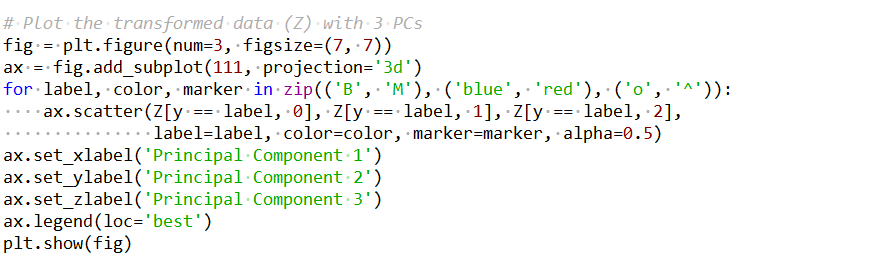 # Plot the transformed data (Z) with 3 PCs
fig = plt.figure(num=3, figsize=(7, 7))
ax = fig.add_subplot(111, projection='3d')
for label, color, marker in zip(('B', 'M'), ('blue', 'red'), ('o', '^')):
    ax.scatter(Z[y == label, 0], Z[y == label, 1], Z[y == label, 2],
               label=label, color=color, marker=marker, alpha=0.5)
ax.set_xlabel('Principal Component 1')
ax.set_ylabel('Principal Component 2')
ax.set_zlabel('Principal Component 3')
ax.legend(loc='best')
plt.show(fig)